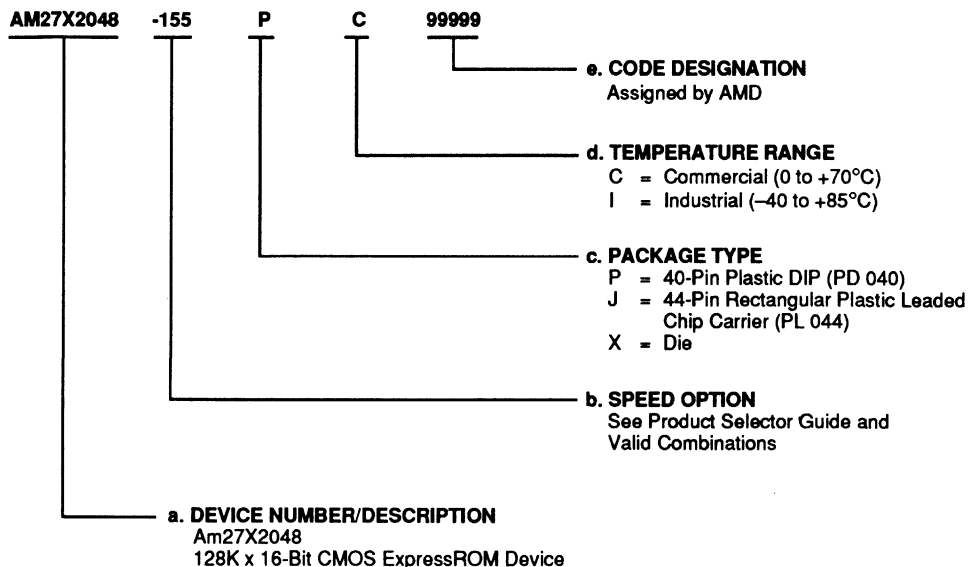 AM27X2048 -155 P C 99999
e. CODE DESIGNATION
Assigned by AMD
d. TEMPERATURE RANGE
C = Commercial (0 to +70°C)
I = Industrial (–40 to +85°C)
c. PACKAGE TYPE
P = 40-Pin Plastic DIP (PD 040)
J = 44-Pin Rectangular Plastic Leaded
Chip Carrier (PL 044)
X = Die
b. SPEED OPTION
See Product Selector Guide and
Valid Combinations
a. DEVICE NUMBER/DESCRIPTION
Am27X2048
128K x 16-Bit CMOS ExpressROM Device